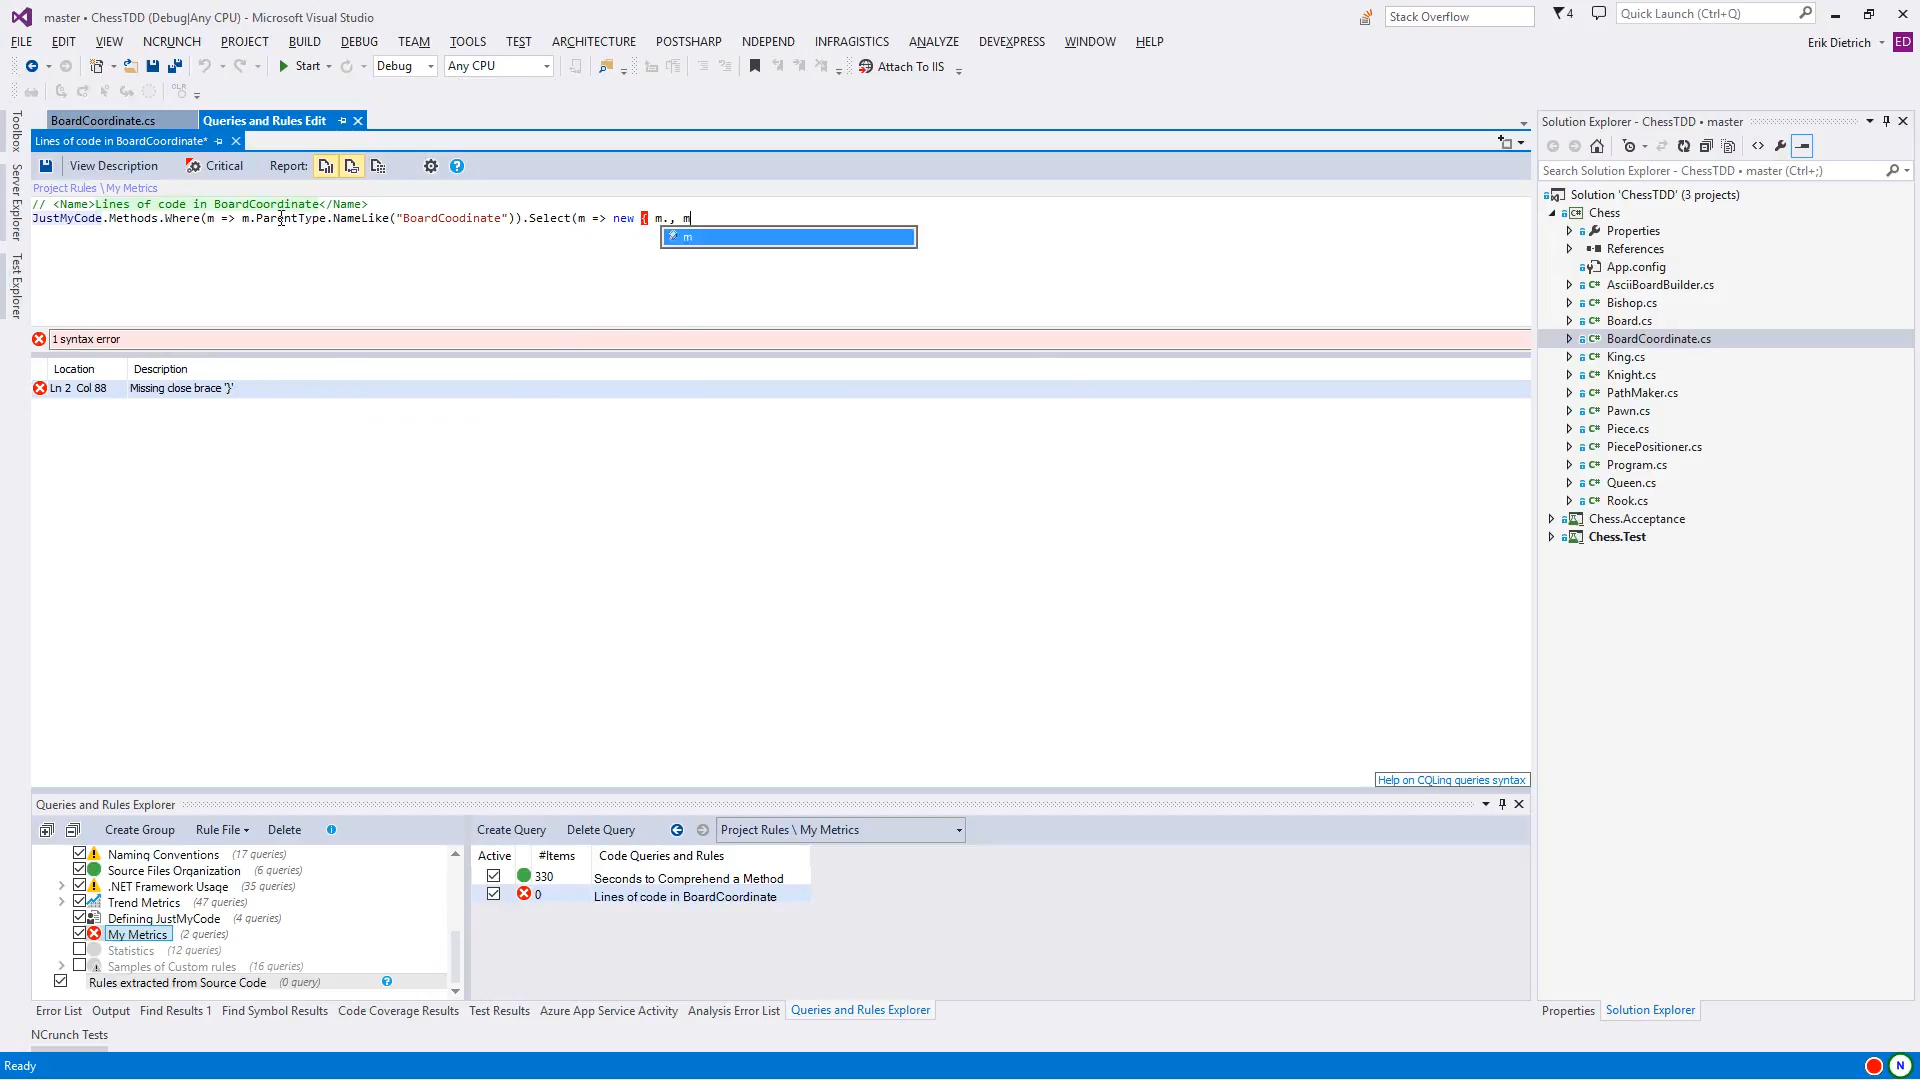 master • ChessTDD (Debug|Any CPU) - Microsoft Visual Studio
Stack Overflow
4
Quick Launch (Ctrl+Q)
FILE EDIT VIEW NCRUNCH PROJECT BUILD DEBUG TEAM TOOLS TEST ARCHITECTURE POSTSHARP NDEPEND INFRAGISTICS ANALYZE DEVEXPRESS WINDOW HELP
Erik Dietrich ED
Start Debug Any CPU Attach To IIS
Toolbox
Server Explorer
Test Explorer
BoardCoordinate.cs Queries and Rules Edit
Lines of code in BoardCoordinate*
View Description Critical Report:
Project Rules \ My Metrics
// <Name>Lines of code in BoardCoordinate</Name>
JustMyCode.Methods.Where(m => m.ParentType.NameLike("BoardCoodinate")).Select(m => new { m., m
m
1 syntax error
Location Description
Ln 2 Col 88 Missing close brace '}'
Help on CQLinq queries syntax
Queries and Rules Explorer
Create Group Rule File Delete
Naming Conventions (17 queries)
Source Files Organization (6 queries)
.NET Framework Usage (35 queries)
Trend Metrics (47 queries)
Defining JustMyCode (4 queries)
My Metrics (2 queries)
Statistics (12 queries)
Samples of Custom rules (16 queries)
Rules extracted from Source Code (0 query)
Create Query Delete Query Project Rules \ My Metrics
Active #Items Code Queries and Rules
330 Seconds to Comprehend a Method
0 Lines of code in BoardCoordinate
Error List Output Find Results 1 Find Symbol Results Code Coverage Results Test Results Azure App Service Activity Analysis Error List Queries and Rules Explorer
NCrunch Tests
Ready
Solution Explorer - ChessTDD • master
Search Solution Explorer - ChessTDD • master (Ctrl+;)
Solution 'ChessTDD' (3 projects)
Chess
Properties
References
App.config
AsciiBoardBuilder.cs
Bishop.cs
Board.cs
BoardCoordinate.cs
King.cs
Knight.cs
PathMaker.cs
Pawn.cs
Piece.cs
PiecePositioner.cs
Program.cs
Queen.cs
Rook.cs
Chess.Acceptance
Chess.Test
Properties Solution Explorer
N